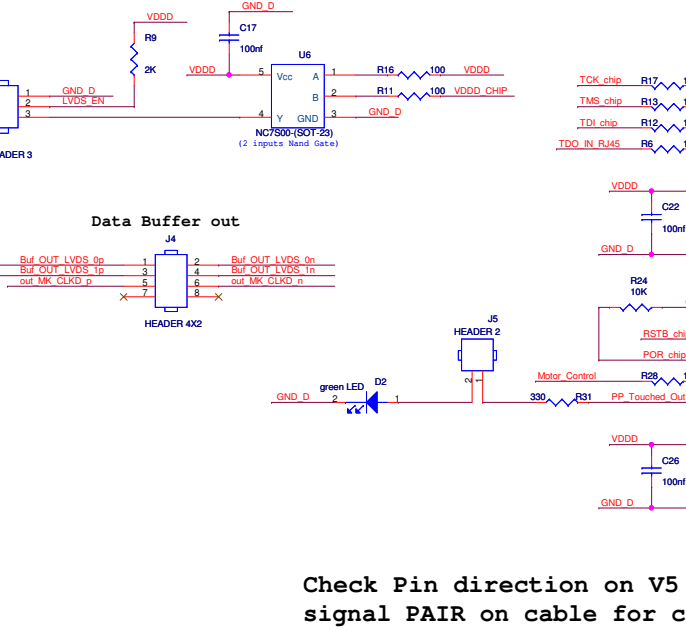 GND_D
VDDD
C17
100nf
R9
2K
U6
VDDD
5 Vcc A 1
R16 100 VDDD
B 2
R11 100 VDDD_CHIP
4 Y GND 3
GND_D
NC7S00-(SOT-23)
(2 inputs Nand Gate)
1 GND_D
2 LVDS_EN
3
ADER 3
TCK_chip R17
TMS_chip R13
TDI_chip R12
TDO_IN_RJ45 R6
VDDD
C22
100nf
GND_D
Data Buffer out
J4
Buf_OUT_LVDS_0p 1 2 Buf_OUT_LVDS_0n
Buf_OUT_LVDS_1p 3 4 Buf_OUT_LVDS_1n
out_MK_CLKD_p 5 6 out_MK_CLKD_n
7 8
HEADER 4X2
R24
10K
RSTB_chi
POR_chip
J5
HEADER 2
2 1
Motor_Control R28
green LED D2
GND_D 2 1
330 R31 PP_Touched_Out
VDDD
C26
100nf
GND_D
Check Pin direction on V5
signal PAIR on cable for c